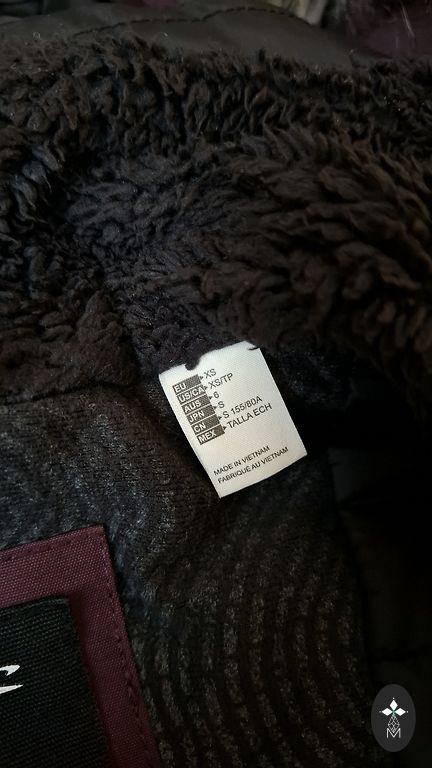 EU XS
US/CA XS/TP
AUS 6
JPN S
CN S 155/80A
MEX TALLA ECH
MADE IN VIETNAM
FABRIQUÉ AU VIETNAM
M